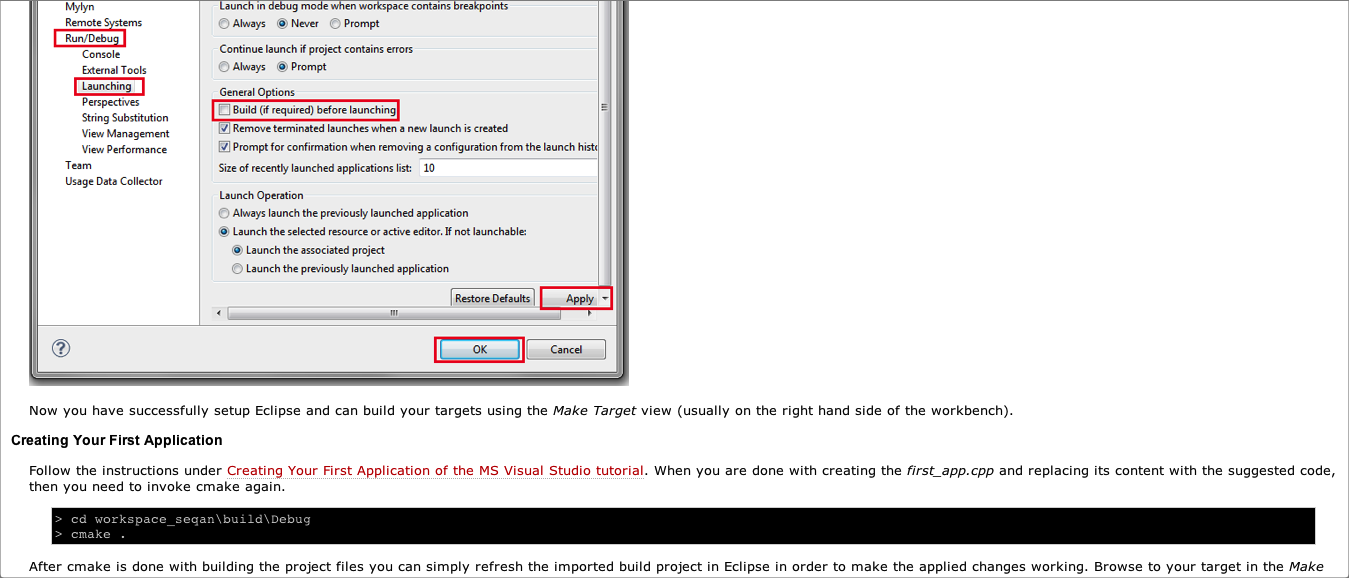 Mylyn
Remote Systems
Run/Debug
Console
External Tools
Launching
Perspectives
String Substitution
View Management
View Performance
Team
Usage Data Collector
Launch in debug mode when workspace contains breakpoints
Always Never Prompt
Continue launch if project contains errors
Always Prompt
General Options
Build (if required) before launching
Remove terminated launches when a new launch is created
Prompt for confirmation when removing a configuration from the launch histo
Size of recently launched applications list: 10
Launch Operation
Always launch the previously launched application
Launch the selected resource or active editor. If not launchable:
Launch the associated project
Launch the previously launched application
Restore Defaults Apply
? OK Cancel
Now you have successfully setup Eclipse and can build your targets using the Make Target view (usually on the right hand side of the workbench).
Creating Your First Application
Follow the instructions under Creating Your First Application of the MS Visual Studio tutorial. When you are done with creating the first_app.cpp and replacing its content with the suggested code,
then you need to invoke cmake again.
> cd workspace_seqan\build\Debug
> cmake .
After cmake is done with building the project files you can simply refresh the imported build project in Eclipse in order to make the applied changes working. Browse to your target in the Make